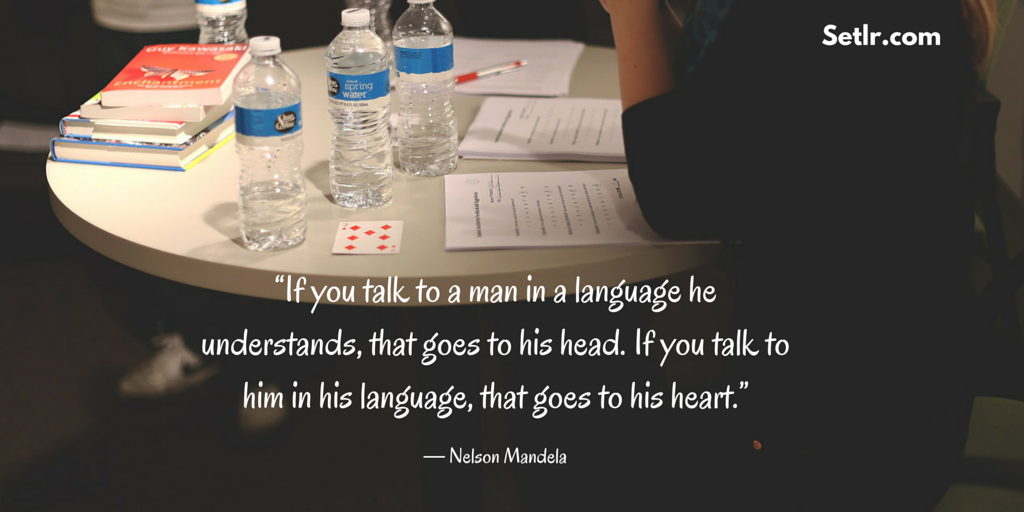 Setlr.com
Guy Kawasaki
Enchantment
spring
water
“If you talk to a man in a language he
understands, that goes to his head. If you talk to
him in his language, that goes to his heart.”
— Nelson Mandela